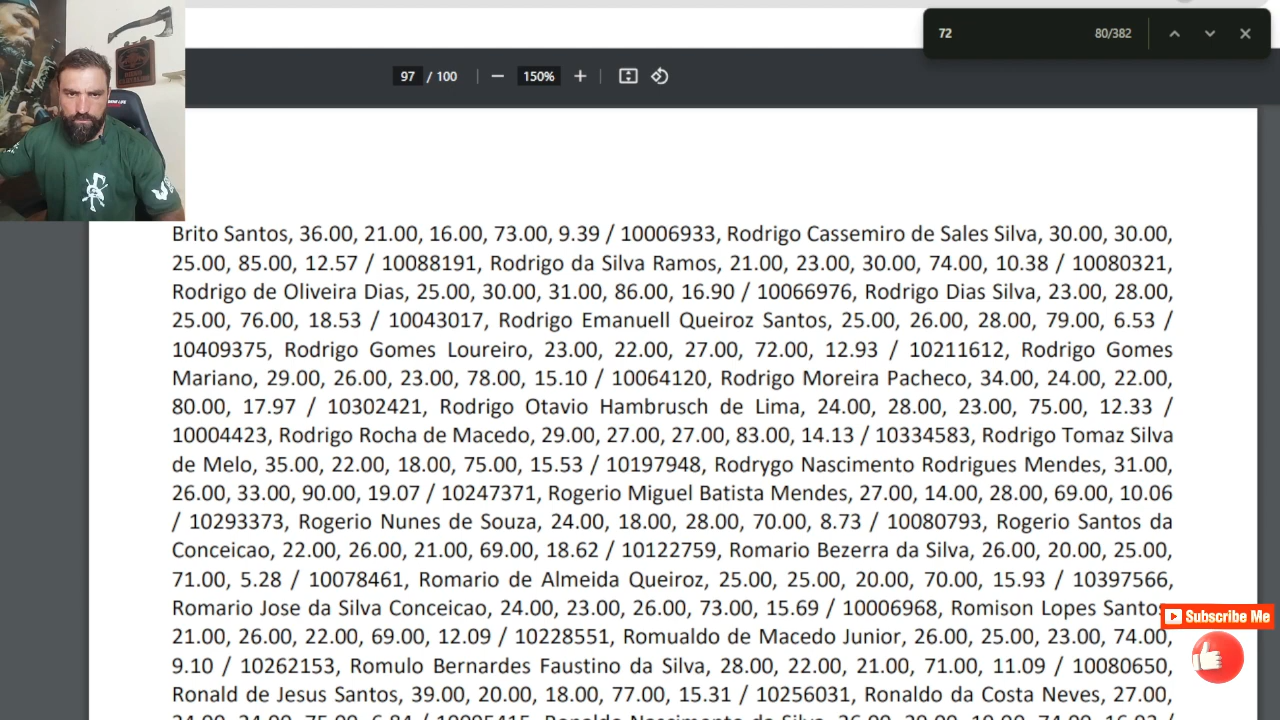 72
80/382
97 / 100
150%
Brito Santos, 36.00, 21.00, 16.00, 73.00, 9.39 / 10006933, Rodrigo Cassemiro de Sales Silva, 30.00, 30.00,
25.00, 85.00, 12.57 / 10088191, Rodrigo da Silva Ramos, 21.00, 23.00, 30.00, 74.00, 10.38 / 10080321,
Rodrigo de Oliveira Dias, 25.00, 30.00, 31.00, 86.00, 16.90 / 10066976, Rodrigo Dias Silva, 23.00, 28.00,
25.00, 76.00, 18.53 / 10043017, Rodrigo Emanuell Queiroz Santos, 25.00, 26.00, 28.00, 79.00, 6.53 /
10409375, Rodrigo Gomes Loureiro, 23.00, 22.00, 27.00, 72.00, 12.93 / 10211612, Rodrigo Gomes
Mariano, 29.00, 26.00, 23.00, 78.00, 15.10 / 10064120, Rodrigo Moreira Pacheco, 34.00, 24.00, 22.00,
80.00, 17.97 / 10302421, Rodrigo Otavio Hambrusch de Lima, 24.00, 28.00, 23.00, 75.00, 12.33 /
10004423, Rodrigo Rocha de Macedo, 29.00, 27.00, 27.00, 83.00, 14.13 / 10334583, Rodrigo Tomaz Silva
de Melo, 35.00, 22.00, 18.00, 75.00, 15.53 / 10197948, Rodrygo Nascimento Rodrigues Mendes, 31.00,
26.00, 33.00, 90.00, 19.07 / 10247371, Rogerio Miguel Batista Mendes, 27.00, 14.00, 28.00, 69.00, 10.06
/ 10293373, Rogerio Nunes de Souza, 24.00, 18.00, 28.00, 70.00, 8.73 / 10080793, Rogerio Santos da
Conceicao, 22.00, 26.00, 21.00, 69.00, 18.62 / 10122759, Romario Bezerra da Silva, 26.00, 20.00, 25.00,
71.00, 5.28 / 10078461, Romario de Almeida Queiroz, 25.00, 25.00, 20.00, 70.00, 15.93 / 10397566,
Romario Jose da Silva Conceicao, 24.00, 23.00, 26.00, 73.00, 15.69 / 10006968, Romison Lopes Santos
21.00, 26.00, 22.00, 69.00, 12.09 / 10228551, Romualdo de Macedo Junior, 26.00, 25.00, 23.00, 74.00,
9.10 / 10262153, Romulo Bernardes Faustino da Silva, 28.00, 22.00, 21.00, 71.00, 11.09 / 10080650,
Ronald de Jesus Santos, 39.00, 20.00, 18.00, 77.00, 15.31 / 10256031, Ronaldo da Costa Neves, 27.00,
Subscribe Me